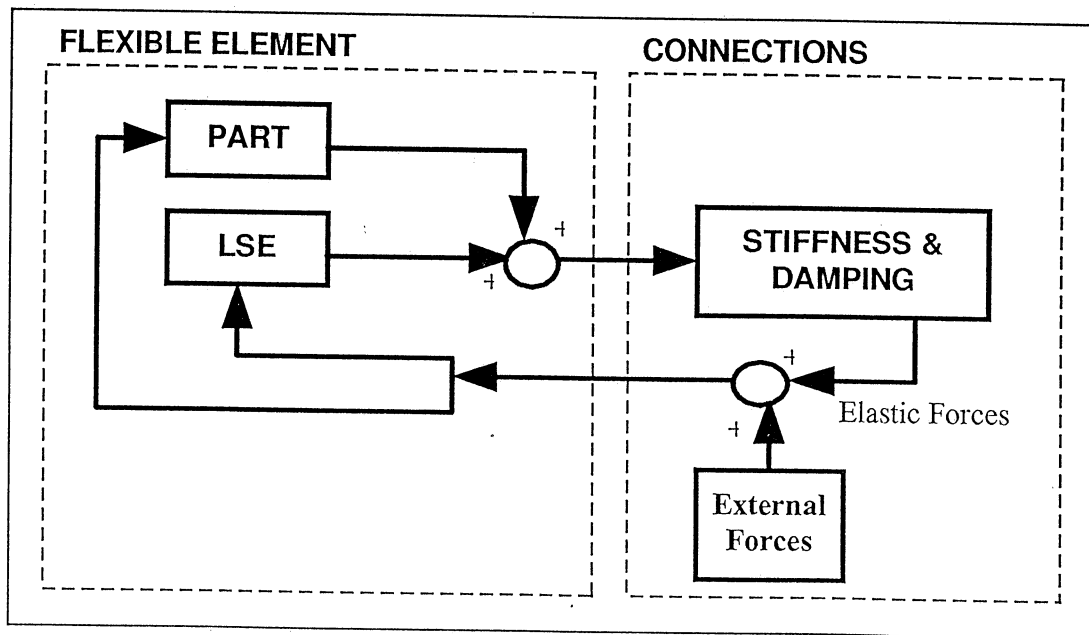 FLEXIBLE ELEMENT
CONNECTIONS
PART
LSE
+
+
STIFFNESS &
DAMPING
+
Elastic Forces
+
External
Forces